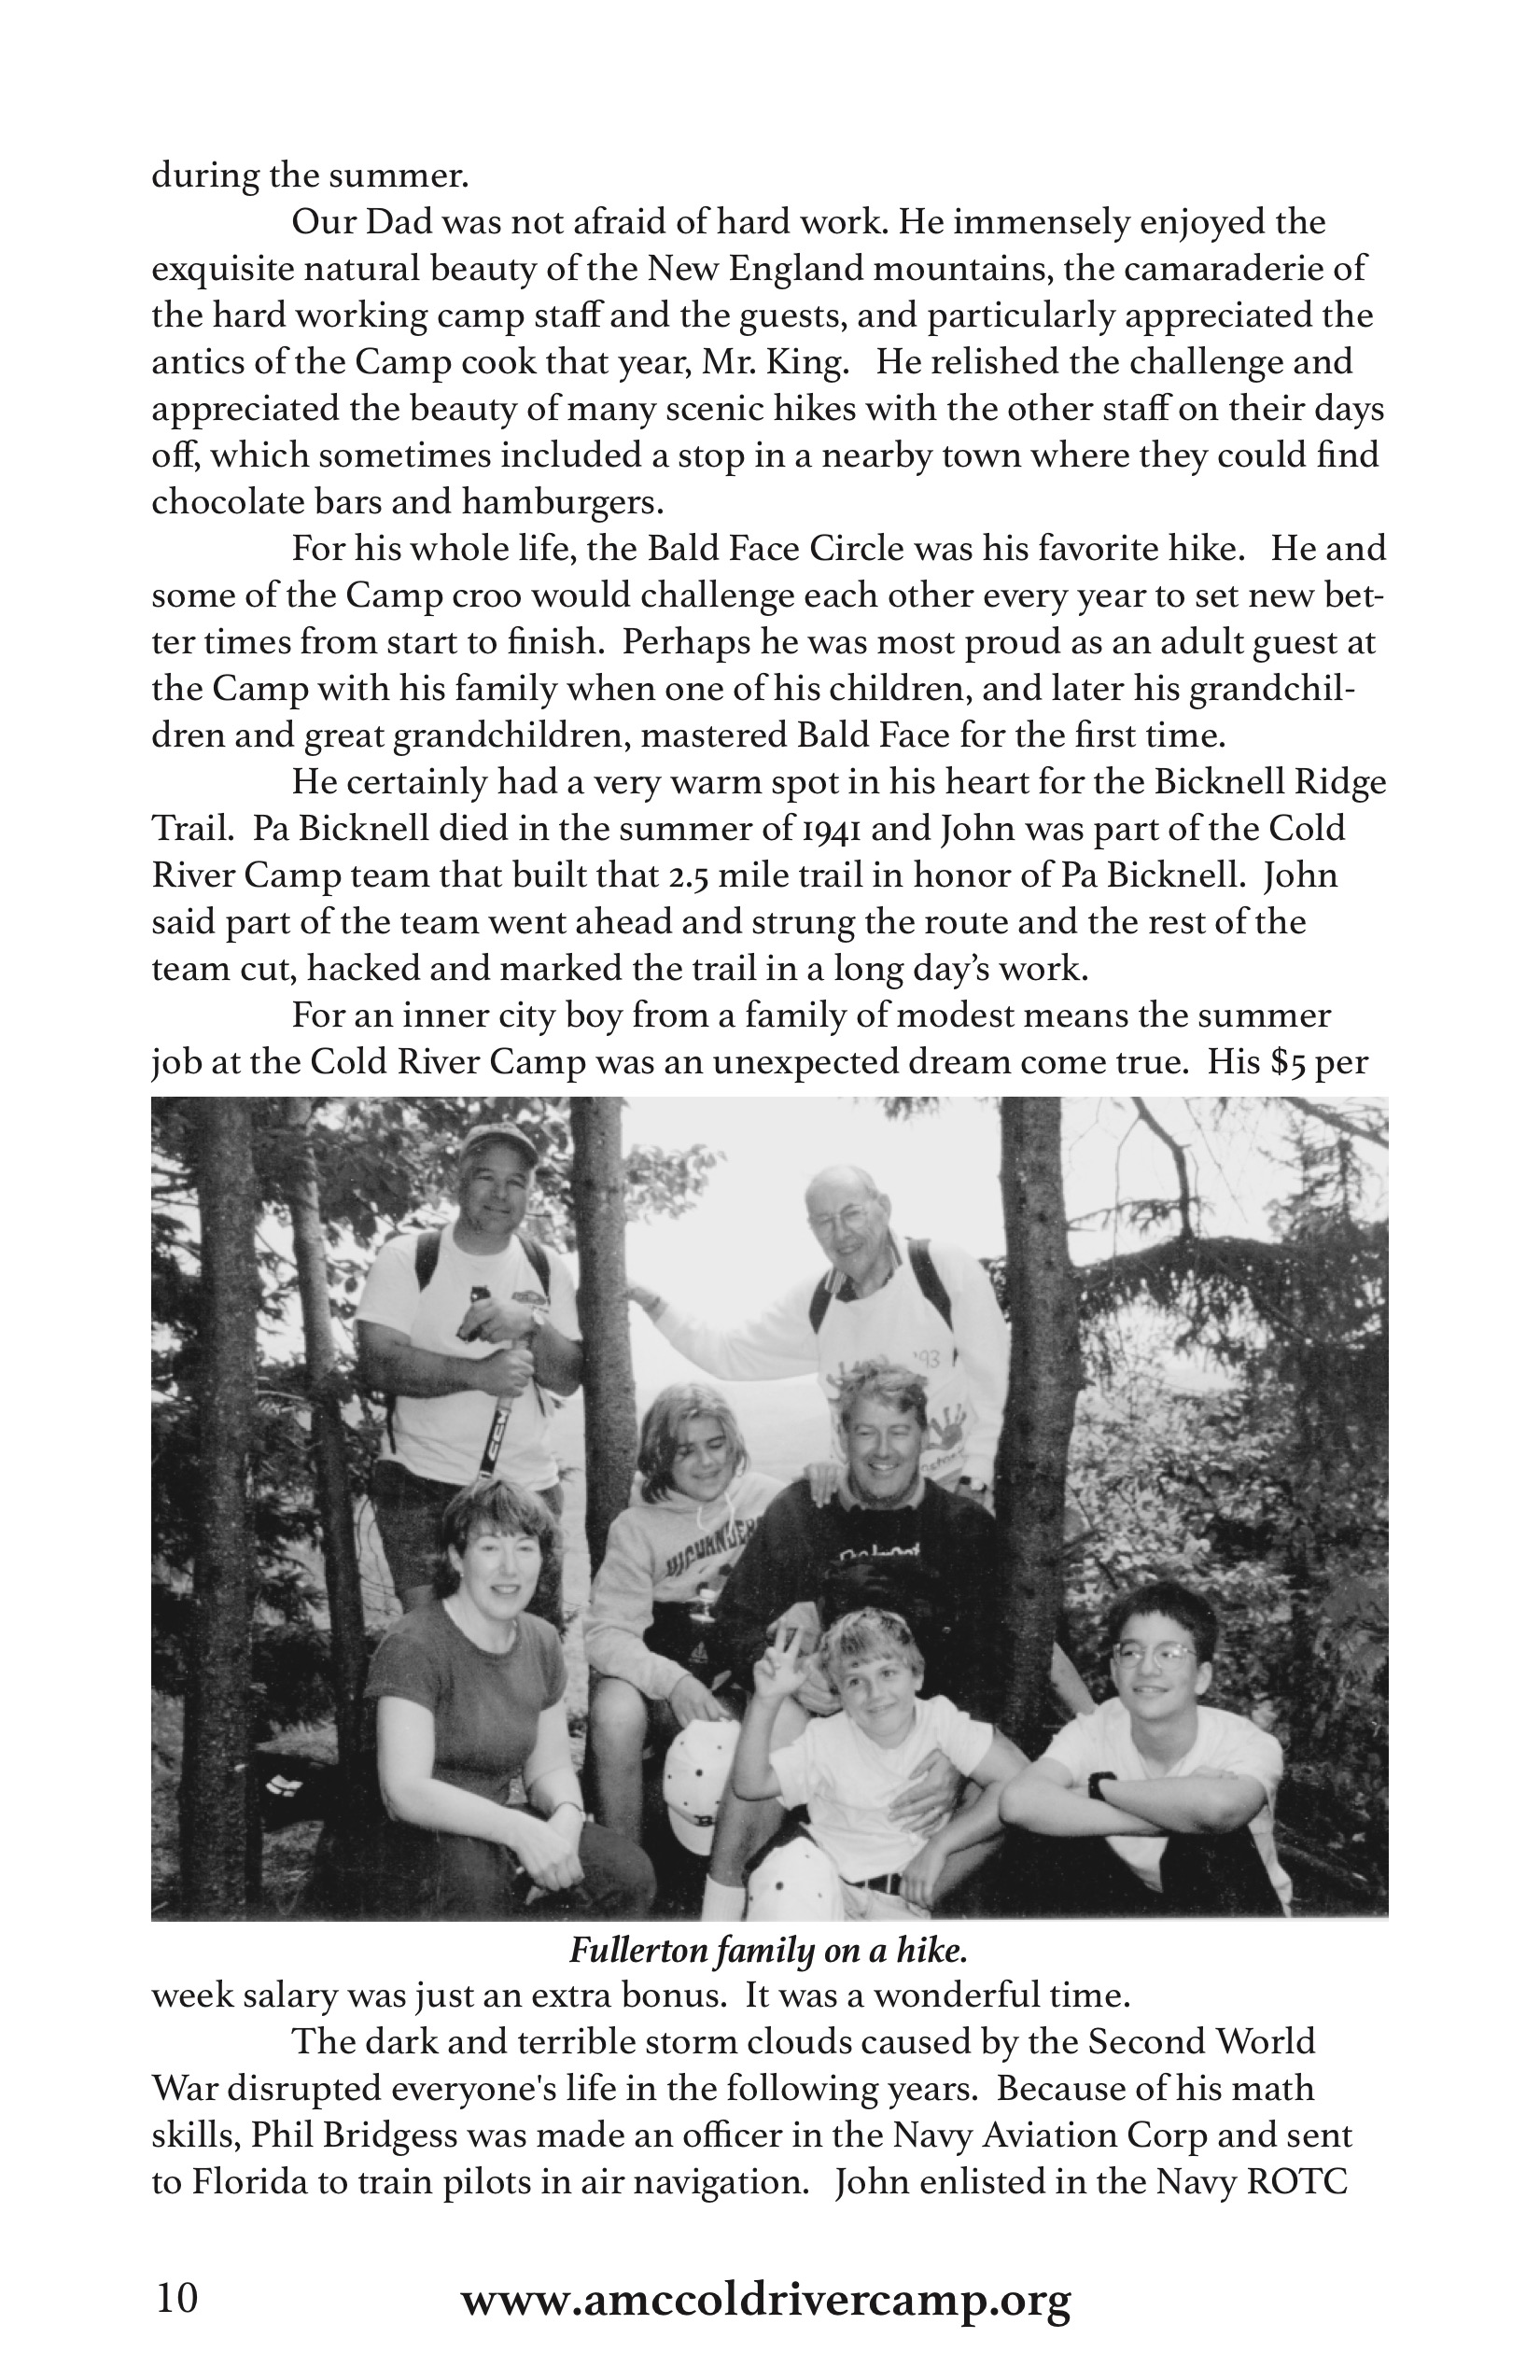 during the summer.
Our Dad was not afraid of hard work. He immensely enjoyed the
exquisite natural beauty of the New England mountains, the camaraderie of
the hard working camp staff and the guests, and particularly appreciated the
antics of the Camp cook that year, Mr. King.   He relished the challenge and
appreciated the beauty of many scenic hikes with the other staff on their days
off, which sometimes included a stop in a nearby town where they could find
chocolate bars and hamburgers.
For his whole life, the Bald Face Circle was his favorite hike.   He and
some of the Camp croo would challenge each other every year to set new bet-
ter times from start to finish.  Perhaps he was most proud as an adult guest at
the Camp with his family when one of his children, and later his grandchil-
dren and great grandchildren, mastered Bald Face for the first time.
He certainly had a very warm spot in his heart for the Bicknell Ridge
Trail.  Pa Bicknell died in the summer of 1941 and John was part of the Cold
River Camp team that built that 2.5 mile trail in honor of Pa Bicknell.  John
said part of the team went ahead and strung the route and the rest of the
team cut, hacked and marked the trail in a long day’s work.
For an inner city boy from a family of modest means the summer
job at the Cold River Camp was an unexpected dream come true.  His $5 per
'93
CCM
Fullerton family on a hike.
week salary was just an extra bonus.  It was a wonderful time.
The dark and terrible storm clouds caused by the Second World
War disrupted everyone's life in the following years.  Because of his math
skills, Phil Bridgess was made an officer in the Navy Aviation Corp and sent
to Florida to train pilots in air navigation.   John enlisted in the Navy ROTC
10
www.amccoldrivercamp.org